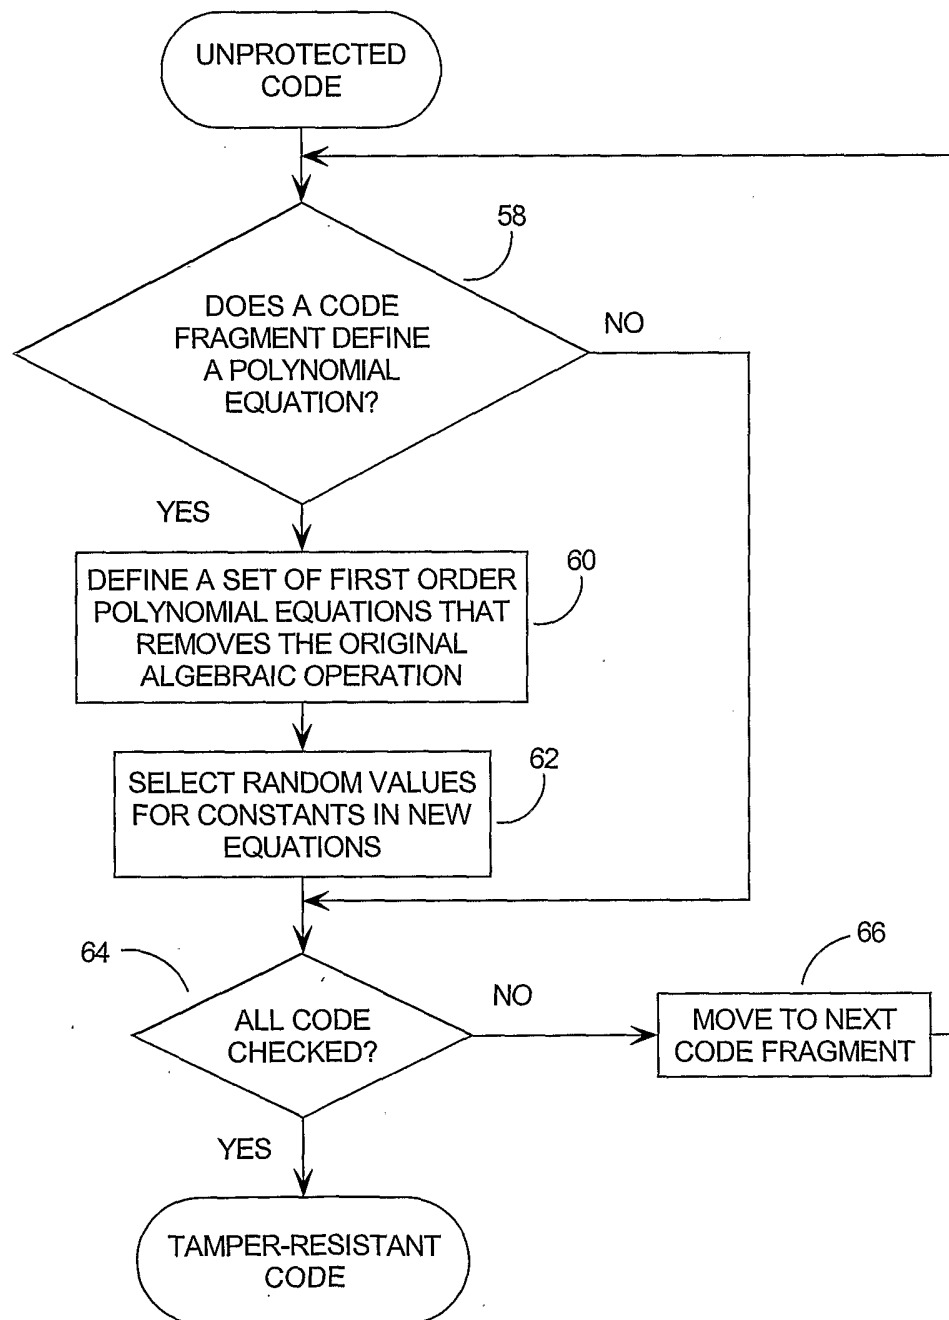 UNPROTECTED
CODE
58
DOES A CODE
FRAGMENT DEFINE
A POLYNOMIAL
EQUATION?
NO
YES
60
DEFINE A SET OF FIRST ORDER
POLYNOMIAL EQUATIONS THAT
REMOVES THE ORIGINAL
ALGEBRAIC OPERATION
62
SELECT RANDOM VALUES
FOR CONSTANTS IN NEW
EQUATIONS
64
ALL CODE
CHECKED?
NO
66
MOVE TO NEXT
CODE FRAGMENT
YES
TAMPER-RESISTANT
CODE